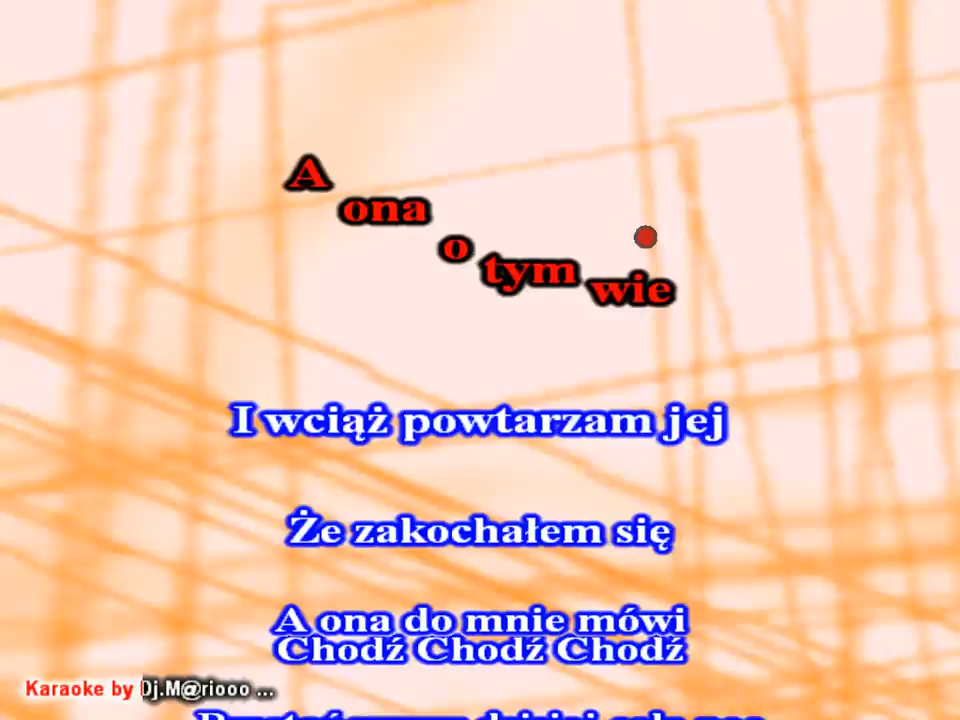 A ona o tym wie
I wciąż powtarzam jej
Że zakochałem się
A ona do mnie mówi
Chodź Chodź Chodź
Karaoke by Dj.M@riooo ...